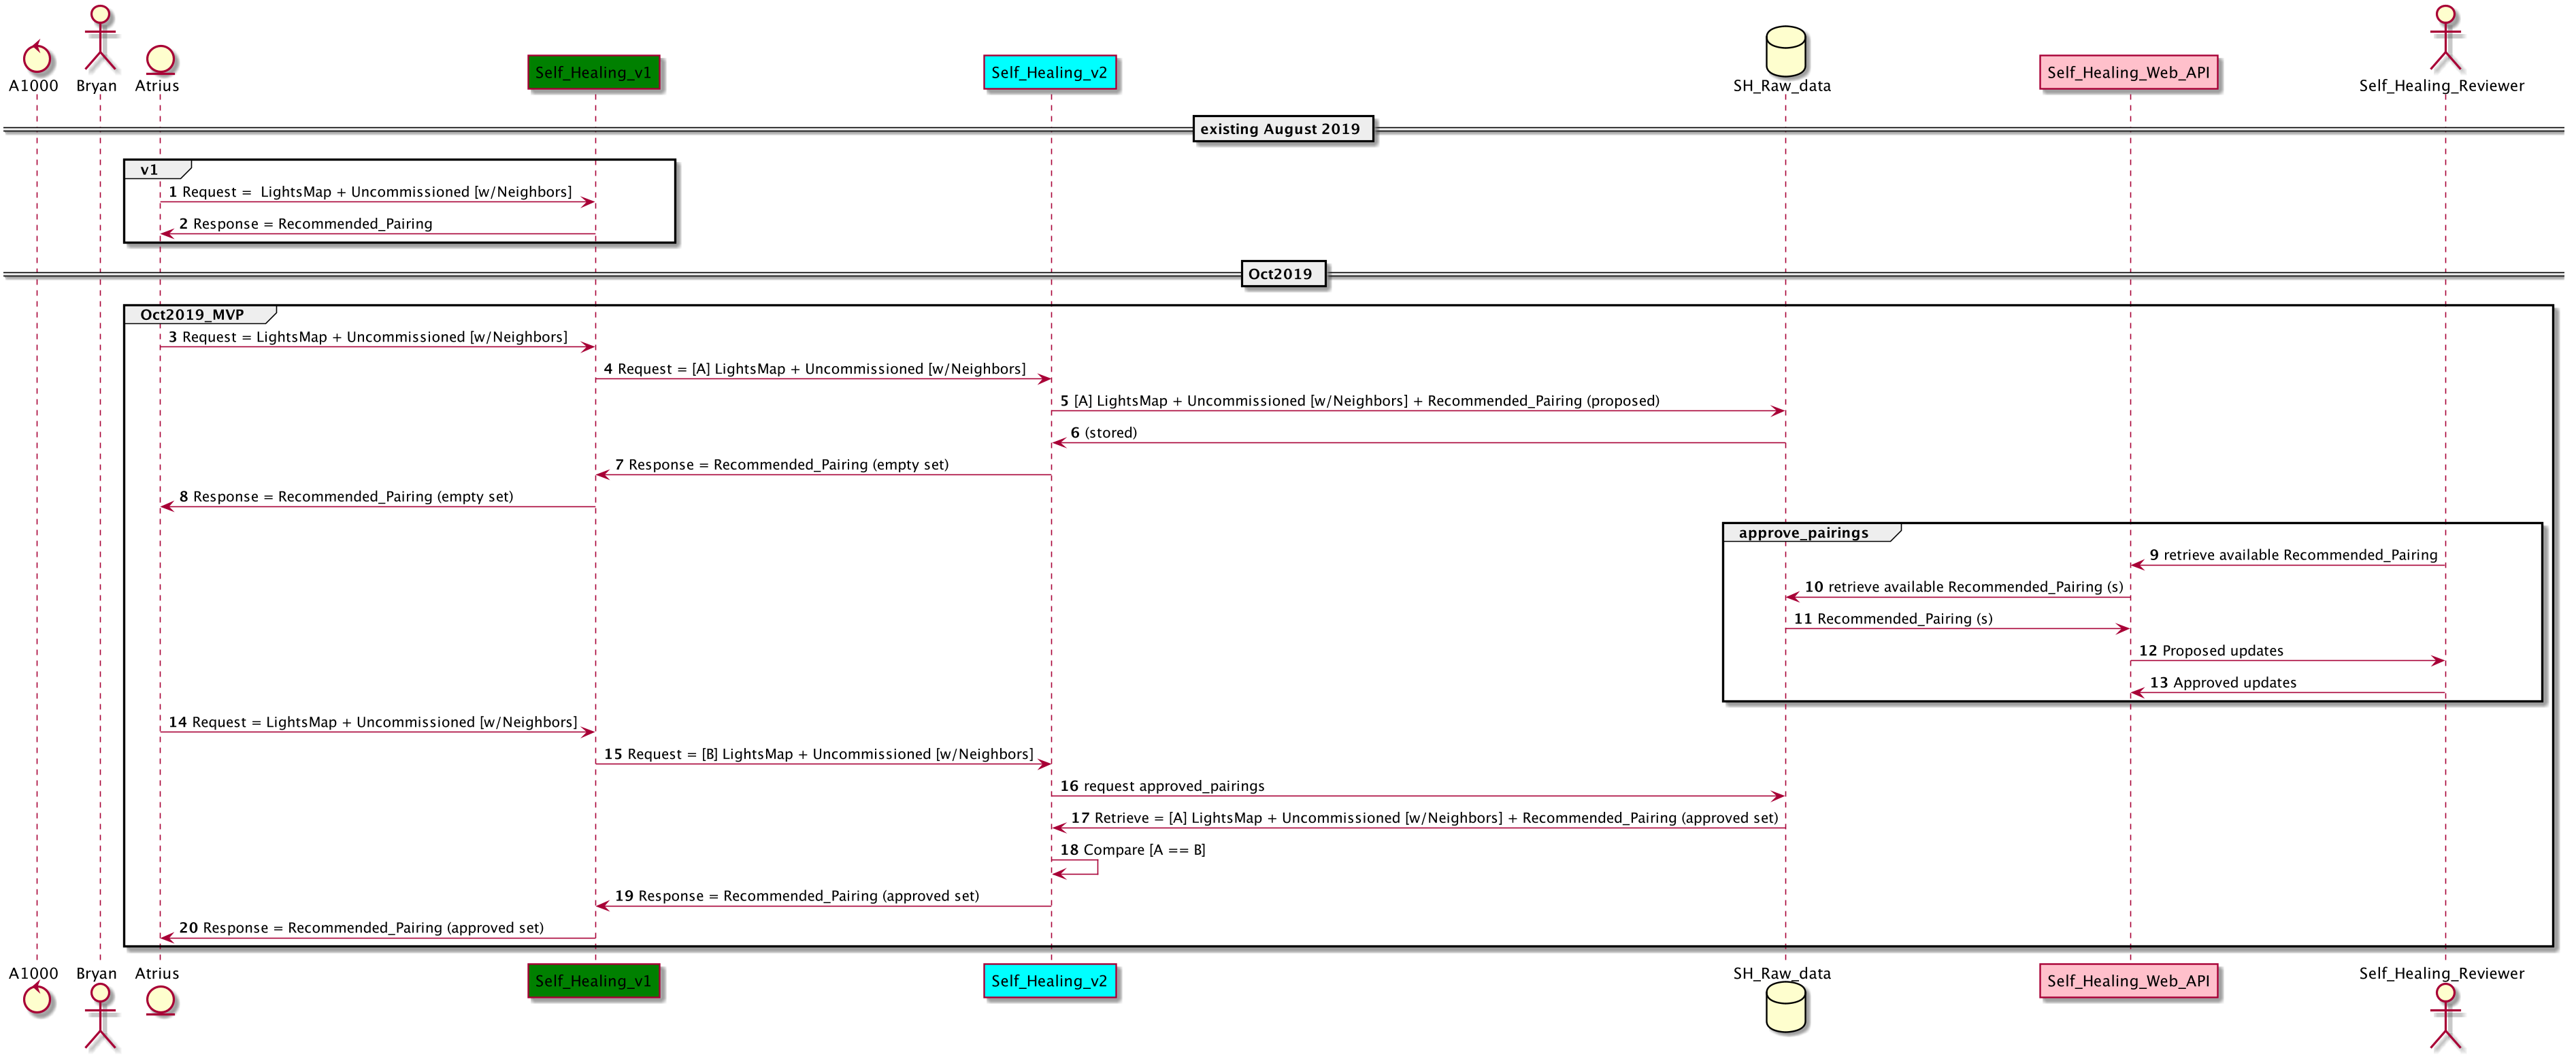 A1000
Bryan
Atrius
Self_Healing_v1
Self_Healing_v2
SH_Raw_data
Self_Healing_Web_API
Self_Healing_Reviewer
existing August 2019
v1
1 Request =  LightsMap + Uncommissioned [w/Neighbors]
2 Response = Recommended_Pairing
Oct2019
Oct2019_MVP
3 Request = LightsMap + Uncommissioned [w/Neighbors]
4 Request = [A] LightsMap + Uncommissioned [w/Neighbors]
5 [A] LightsMap + Uncommissioned [w/Neighbors] + Recommended_Pairing (proposed)
6 (stored)
7 Response = Recommended_Pairing (empty set)
8 Response = Recommended_Pairing (empty set)
approve_pairings
9 retrieve available Recommended_Pairing
10 retrieve available Recommended_Pairing (s)
11 Recommended_Pairing (s)
12 Proposed updates
13 Approved updates
14 Request = LightsMap + Uncommissioned [w/Neighbors]
15 Request = [B] LightsMap + Uncommissioned [w/Neighbors]
16 request approved_pairings
17 Retrieve = [A] LightsMap + Uncommissioned [w/Neighbors] + Recommended_Pairing (approved set)
18 Compare [A == B]
19 Response = Recommended_Pairing (approved set)
20 Response = Recommended_Pairing (approved set)
A1000
Bryan
Atrius
Self_Healing_v1
Self_Healing_v2
SH_Raw_data
Self_Healing_Web_API
Self_Healing_Reviewer